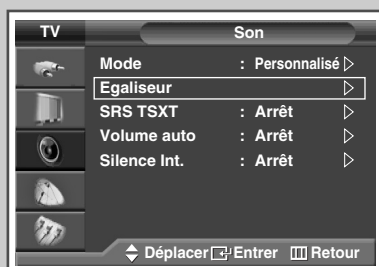 TV Son
Mode : Personnalisé
Egaliseur
SRS TSXT : Arrêt
Volume auto : Arrêt
Silence Int. : Arrêt
Déplacer Entrer Retour